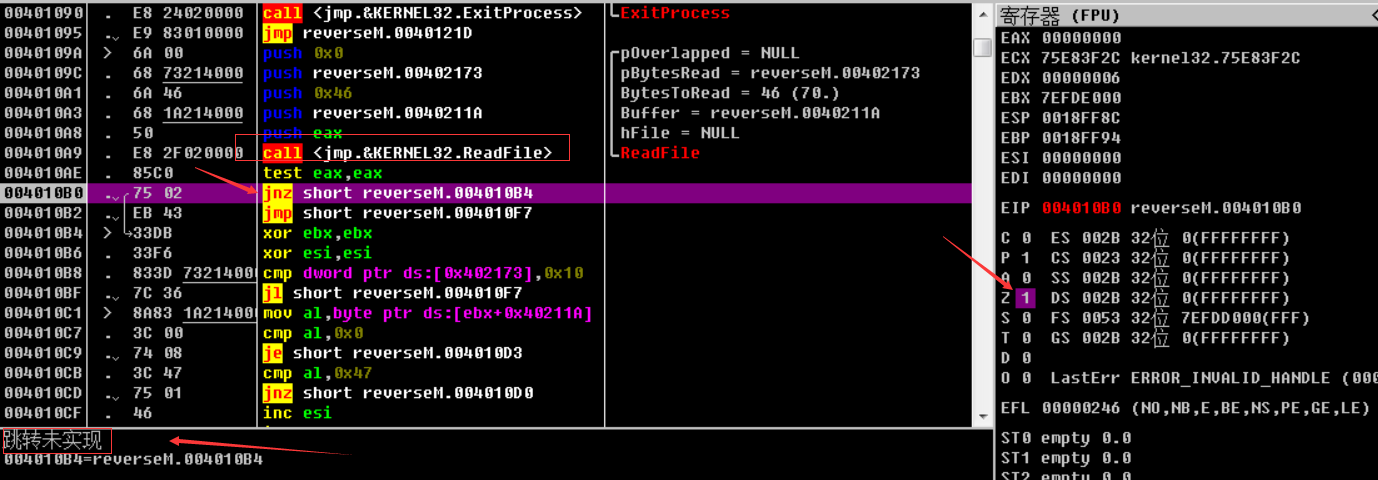 00401090 . E8 24020000 call <jmp.&KERNEL32.ExitProcess> ExitProcess
00401095 . E9 83010000 jmp reverseM.0040121D
0040109A > 6A 00 push 0x0 pOverlapped = NULL
0040109C . 68 73214000 push reverseM.00402173 pBytesRead = reverseM.00402173
004010A1 . 6A 46 push 0x46 BytesToRead = 46 (70.)
004010A3 . 68 1A214000 push reverseM.0040211A Buffer = reverseM.0040211A
004010A8 . 50 push eax hFile = NULL
004010A9 . E8 2F020000 call <jmp.&KERNEL32.ReadFile> ReadFile
004010AE . 85C0 test eax,eax
004010B0 . 75 02 jnz short reverseM.004010B4
004010B2 . EB 43 jmp short reverseM.004010F7
004010B4 > 33DB xor ebx,ebx
004010B6 . 33F6 xor esi,esi
004010B8 . 833D 73214000 cmp dword ptr ds:[0x402173],0x10
004010BF . 7C 36 jl short reverseM.004010F7
004010C1 > 8A83 1A214000 mov al,byte ptr ds:[ebx+0x40211A]
004010C7 . 3C 00 cmp al,0x0
004010C9 . 74 08 je short reverseM.004010D3
004010CB . 3C 47 cmp al,0x47
004010CD . 75 01 jnz short reverseM.004010D0
004010CF . 46 inc esi
跳转未实现
004010B4=reverseM.004010B4
寄存器 (FPU) <
EAX 00000000
ECX 75E83F2C kernel32.75E83F2C
EDX 00000006
EBX 7EFDE000
ESP 0018FF8C
EBP 0018FF94
ESI 00000000
EDI 00000000
EIP 004010B0 reverseM.004010B0
C 0 ES 002B 32位 0(FFFFFFFF)
P 1 CS 0023 32位 0(FFFFFFFF)
A 0 SS 002B 32位 0(FFFFFFFF)
Z 1 DS 002B 32位 0(FFFFFFFF)
S 0 FS 0053 32位 7EFDD000(FFF)
T 0 GS 002B 32位 0(FFFFFFFF)
D 0
O 0 LastErr ERROR_INVALID_HANDLE (000
EFL 00000246 (NO,NB,E,BE,NS,PE,GE,LE)
ST0 empty 0.0
ST1 empty 0.0
ST2 empty 0.0